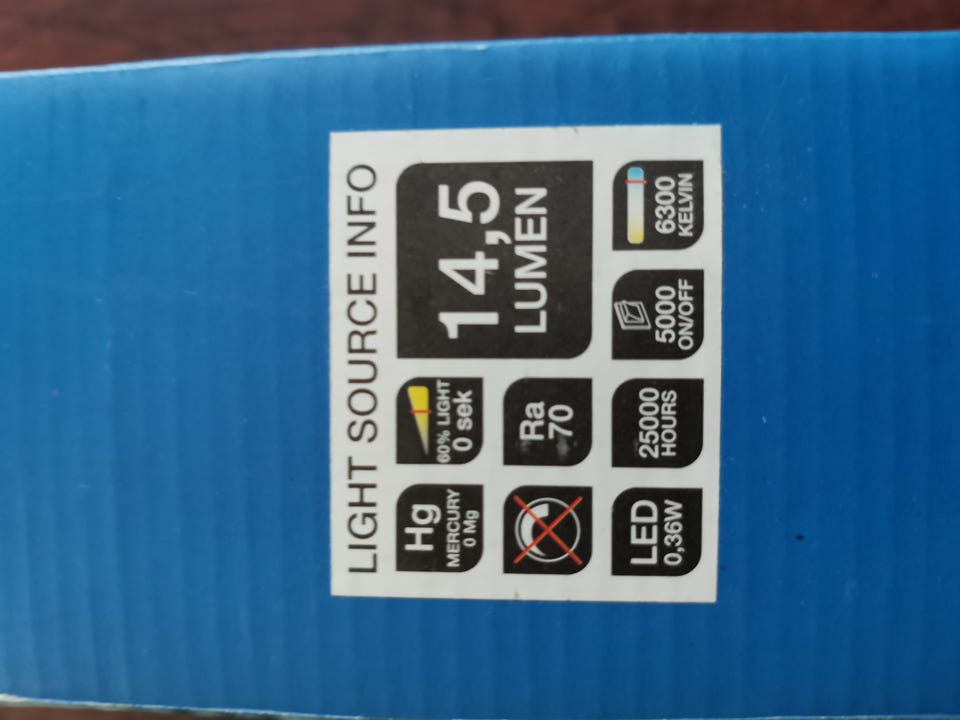 LIGHT SOURCE INFO
Hg
MERCURY
0 Mg
60% LIGHT
0 sek
14,5
LUMEN
Ra
70
LED
0,36W
25000
HOURS
5000
ON/OFF
6300
KELVIN